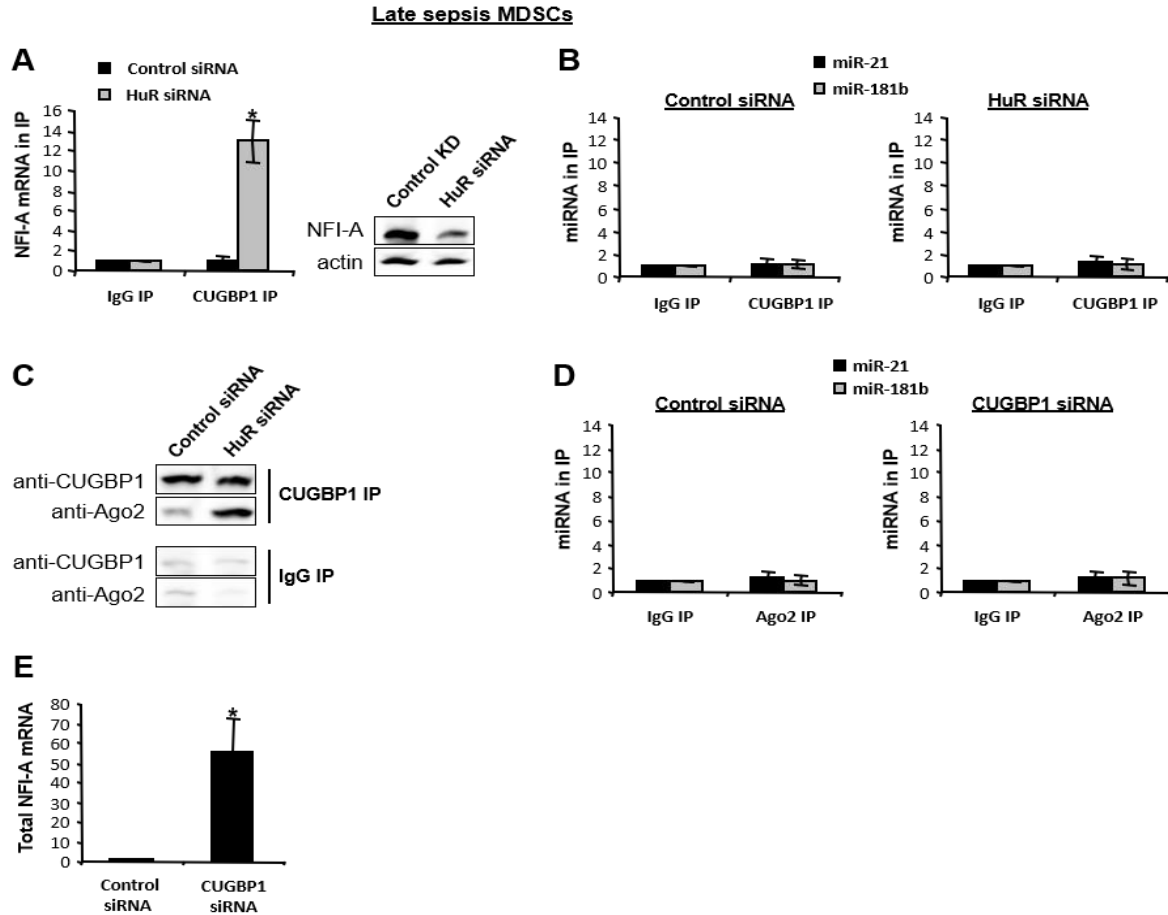 Late sepsis MDSCs
A
Control siRNA
HuR siRNA
NFI-A mRNA in IP
16
14
12
10
8
6
4
2
0
*
IgG IP
CUGBP1 IP
Control KD
HuR siRNA
NFI-A
actin
B
miR-21
miR-181b
Control siRNA
miRNA in IP
14
12
10
8
6
4
2
0
IgG IP
CUGBP1 IP
HuR siRNA
miRNA in IP
14
12
10
8
6
4
2
0
IgG IP
CUGBP1 IP
C
Control siRNA
HuR siRNA
anti-CUGBP1
anti-Ago2
CUGBP1 IP
anti-CUGBP1
anti-Ago2
IgG IP
D
miR-21
miR-181b
Control siRNA
miRNA in IP
14
12
10
8
6
4
2
0
IgG IP
Ago2 IP
CUGBP1 siRNA
miRNA in IP
14
12
10
8
6
4
2
0
IgG IP
Ago2 IP
E
Total NFI-A mRNA
80
70
60
50
40
30
20
10
0
*
Control
siRNA
CUGBP1
siRNA